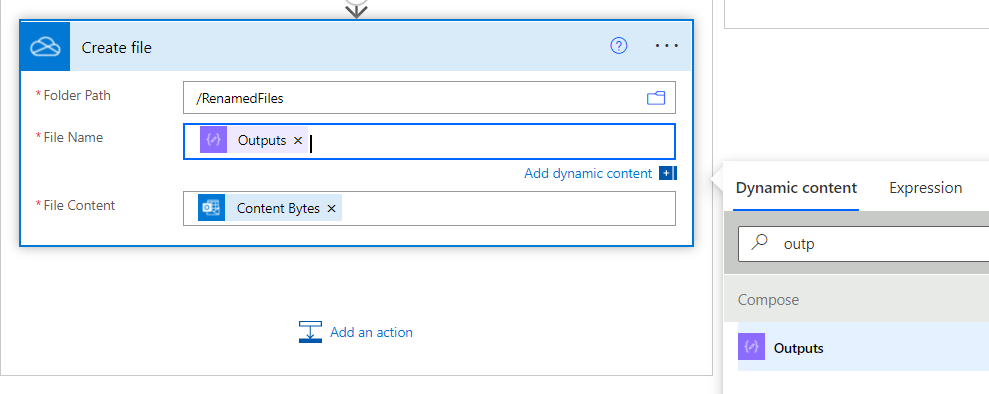 Create file
* Folder Path
/RenamedFiles
* File Name
Outputs ×
Add dynamic content
* File Content
Content Bytes ×
Add an action
Dynamic content Expression
outp
Compose
Outputs